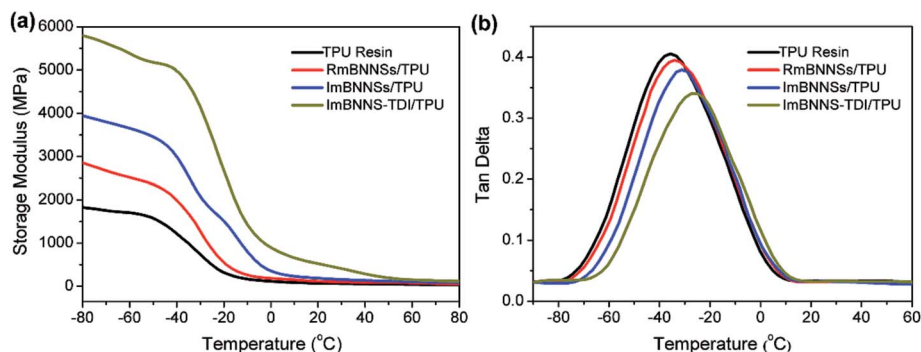 (a)
TPU Resin
RmBNNSs/TPU
ImBNNSs/TPU
ImBNNS-TDI/TPU
Storage Modulus (MPa)
6000
5000
4000
3000
2000
1000
0
-80 -60 -40 -20 0 20 40 60 80
Temperature (°C)
(b)
TPU Resin
RmBNNSs/TPU
ImBNNSs/TPU
ImBNNS-TDI/TPU
Tan Delta
0.4
0.3
0.2
0.1
0.0
-80 -60 -40 -20 0 20 40 60
Temperature (°C)